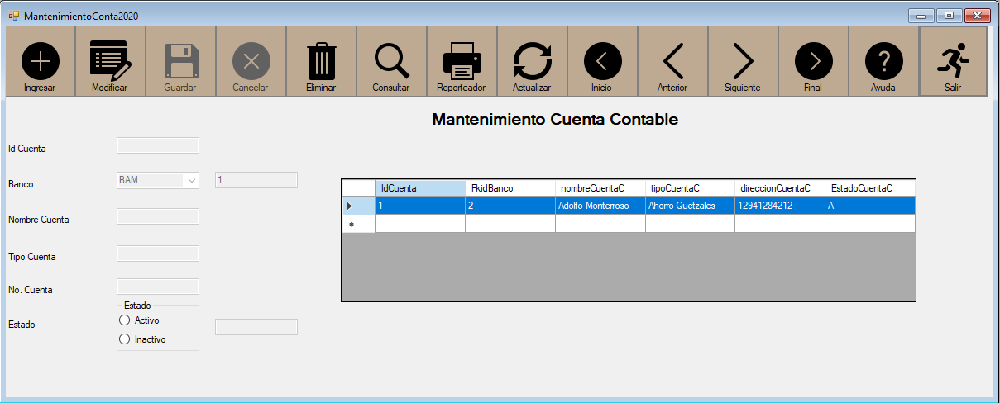 MantenimientoConta2020
Ingresar Modificar Guardar Cancelar Eliminar Consultar Reporteador Actualizar Inicio Anterior Siguiente Final Ayuda Salir
Mantenimiento Cuenta Contable
Id Cuenta
Banco BAM 1
Nombre Cuenta
Tipo Cuenta
No. Cuenta
Estado
Estado
Activo
Inactivo
IdCuenta FkidBanco nombreCuentaC tipoCuentaC direccionCuentaC EstadoCuentaC
1 2 Adolfo Monterroso Ahorro Quetzales 12941284212 A